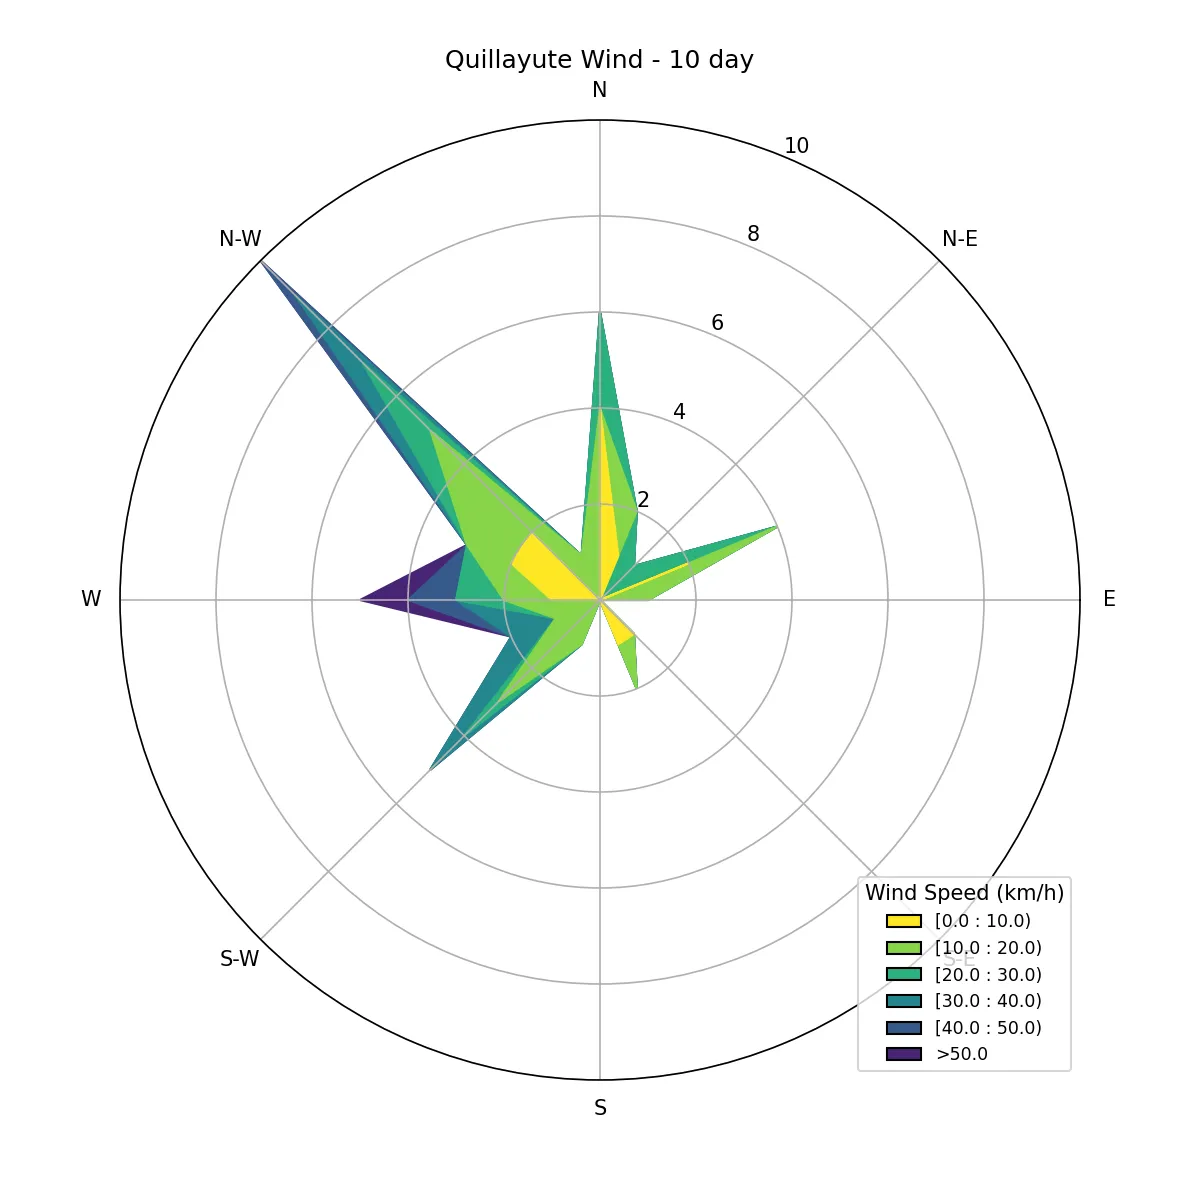 Quillayute Wind - 10 day
N
10
N-W
8
N-E
6
4
2
W
E
Wind Speed (km/h)
[0.0 : 10.0)
[10.0 : 20.0)
S-W
S-E
[20.0 : 30.0)
[30.0 : 40.0)
[40.0 : 50.0)
>50.0
S